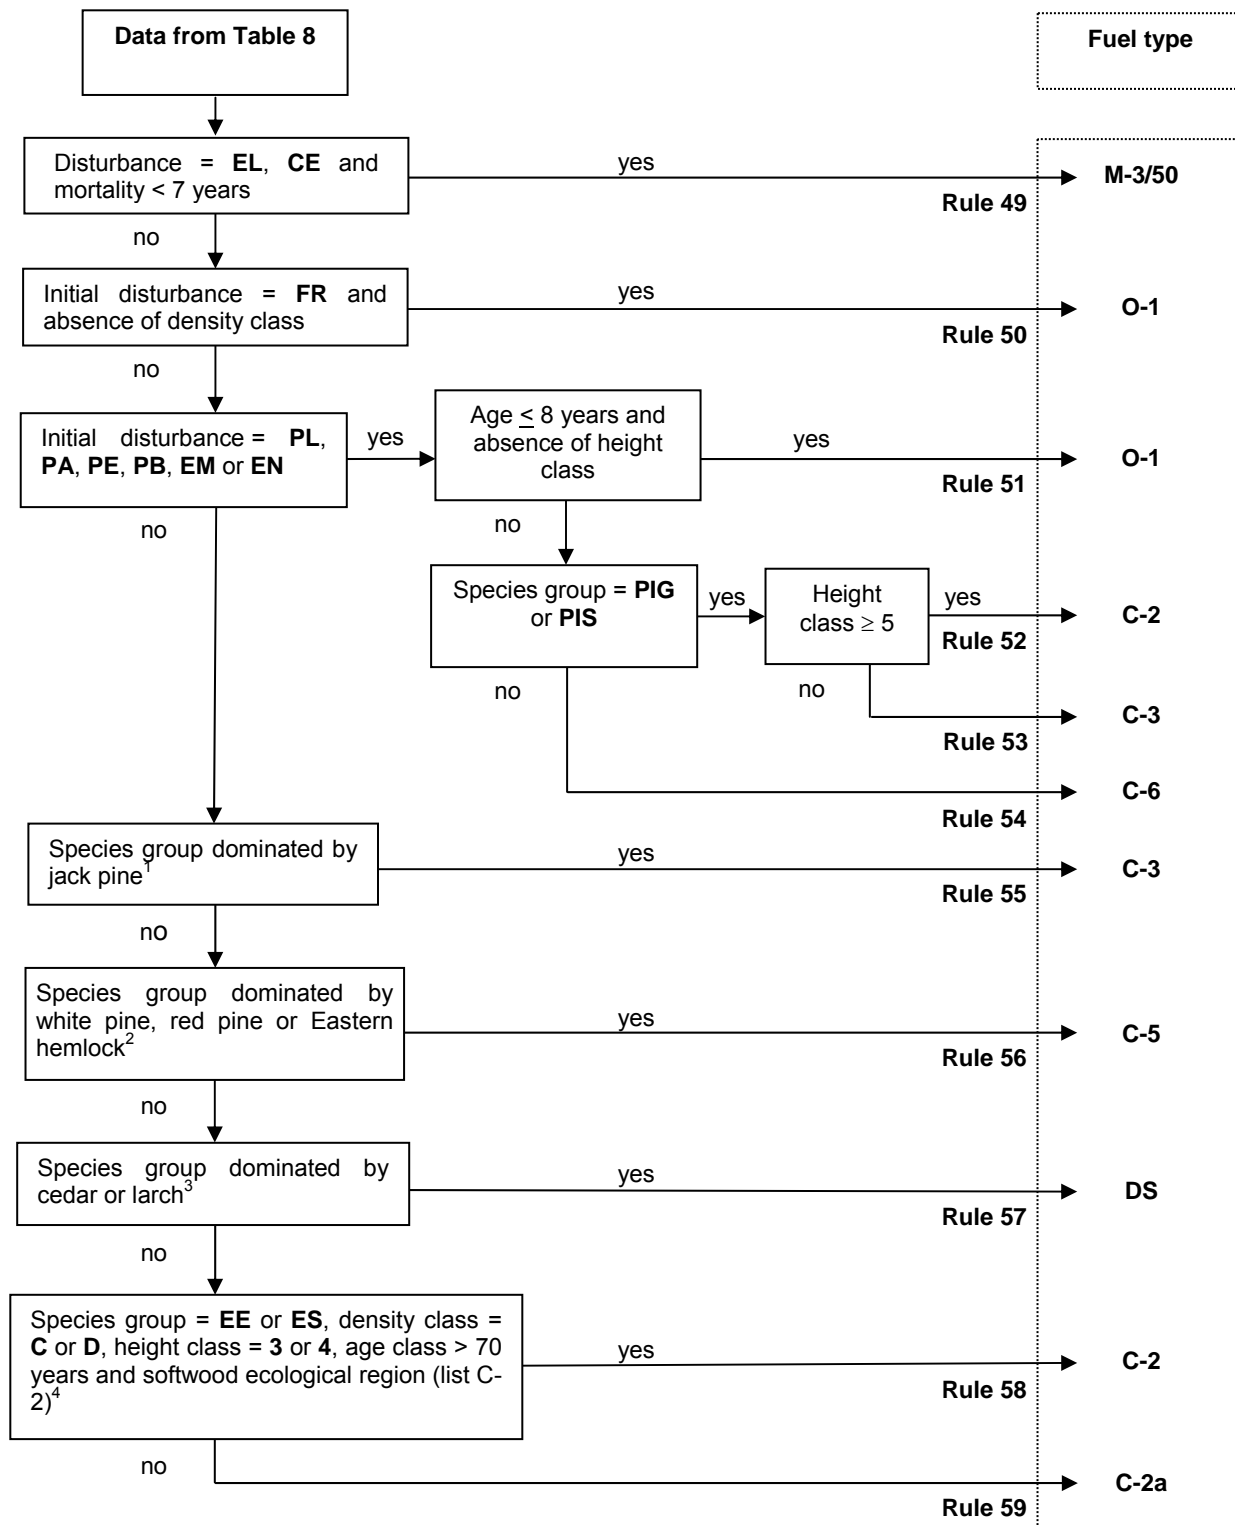 Data from Table 8
Fuel type
Disturbance = EL, CE and
mortality < 7 years
yes
Rule 49
M-3/50
no
Initial disturbance = FR and
absence of density class
yes
Rule 50
O-1
no
Initial disturbance = PL,
PA, PE, PB, EM or EN
yes
Age ≤ 8 years and
absence of height
class
yes
Rule 51
O-1
no
no
Species group = PIG
or PIS
yes
Height
class ≥ 5
yes
Rule 52
C-2
no
no
Rule 53
C-3
Rule 54
C-6
Species group dominated by
jack pine1
yes
Rule 55
C-3
no
Species group dominated by
white pine, red pine or Eastern
hemlock2
yes
Rule 56
C-5
no
Species group dominated by
cedar or larch3
yes
Rule 57
DS
no
Species group = EE or ES, density class =
C or D, height class = 3 or 4, age class > 70
years and softwood ecological region (list C-
2)4
yes
Rule 58
C-2
no
Rule 59
C-2a